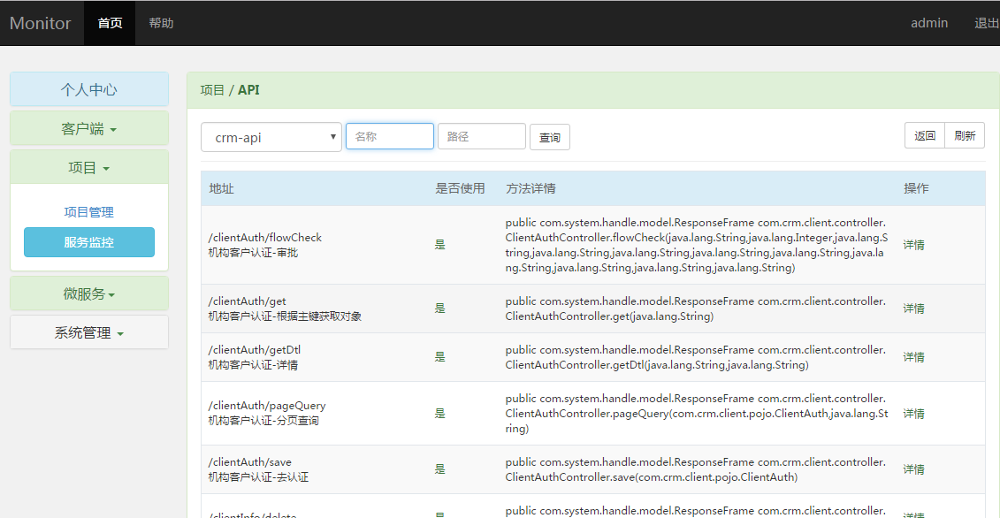 Monitor 首页 帮助 admin 退出
个人中心
客户端
项目
项目管理
服务监控
微服务
系统管理
项目 / API
crm-api 名称 路径 查询 返回 刷新
地址 是否使用 方法详情 操作
/clientAuth/flowCheck
机构客户认证-审批
是
public com.system.handle.model.ResponseFrame com.crm.client.controller.
ClientAuthController.flowCheck(java.lang.String,java.lang.Integer,java.lang.S
tring,java.lang.String,java.lang.String,java.lang.String,java.lang.String,java.la
ng.String,java.lang.String,java.lang.String,java.lang.String)
详情
/clientAuth/get
机构客户认证-根据主键获取对象
是
public com.system.handle.model.ResponseFrame com.crm.client.controller.
ClientAuthController.get(java.lang.String)
详情
/clientAuth/getDtl
机构客户认证-详情
是
public com.system.handle.model.ResponseFrame com.crm.client.controller.
ClientAuthController.getDtl(java.lang.String,java.lang.String)
详情
/clientAuth/pageQuery
机构客户认证-分页查询
是
public com.system.handle.model.ResponseFrame com.crm.client.controller.
ClientAuthController.pageQuery(com.crm.client.pojo.ClientAuth,java.lang.St
ring)
详情
/clientAuth/save
机构客户认证-去认证
是
public com.system.handle.model.ResponseFrame com.crm.client.controller.
ClientAuthController.save(com.crm.client.pojo.ClientAuth)
详情
/clientInfo/delete
是
public com.system.handle.model.ResponseFrame com.crm.client.controller.
详情